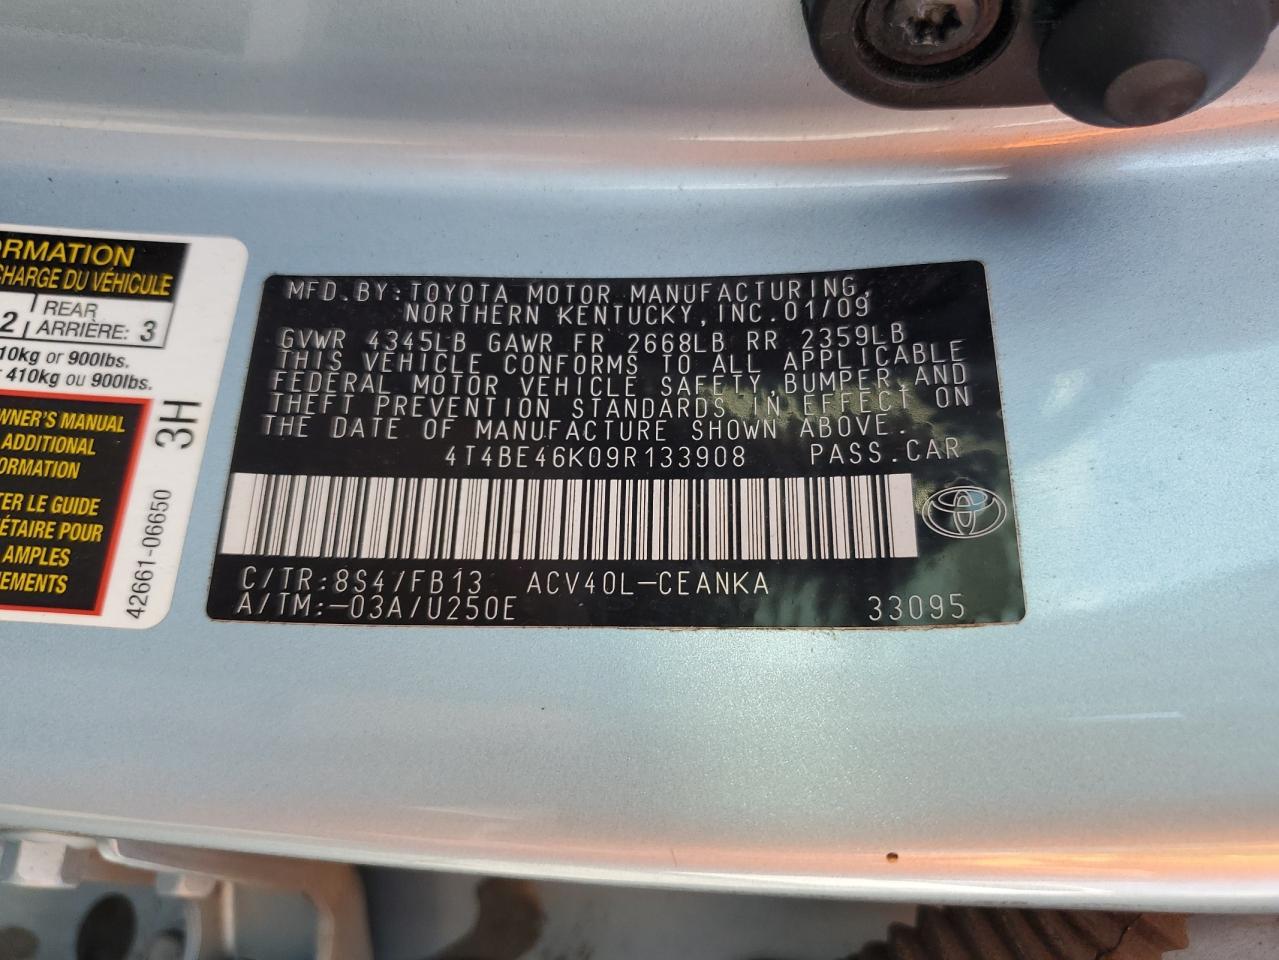 ORMATION
CHARGE DU VÉHICULE
2 REAR
ARRIÈRE: 3
10kg or 900lbs.
410kg ou 900lbs.
WNER'S MANUAL
ADDITIONAL
ORMATION
TER LE GUIDE
ÉTAIRE POUR
AMPLES
NEMENTS
3H
42661-06650
MFD.BY:TOYOTA MOTOR MANUFACTURING,
NORTHERN KENTUCKY,INC.01/09
GVWR 4345LB GAWR FR 2668LB RR 2359LB
THIS VEHICLE CONFORMS TO ALL APPLICABLE
FEDERAL MOTOR VEHICLE SAFETY,BUMPER,AND
THEFT PREVENTION STANDARDS IN EFFECT ON
THE DATE OF MANUFACTURE SHOWN ABOVE.
4T4BE46K09R133908 PASS.CAR
C/TR:8S4/FB13 ACV40L-CEANKA
A/TM:-03A/U250E 33095